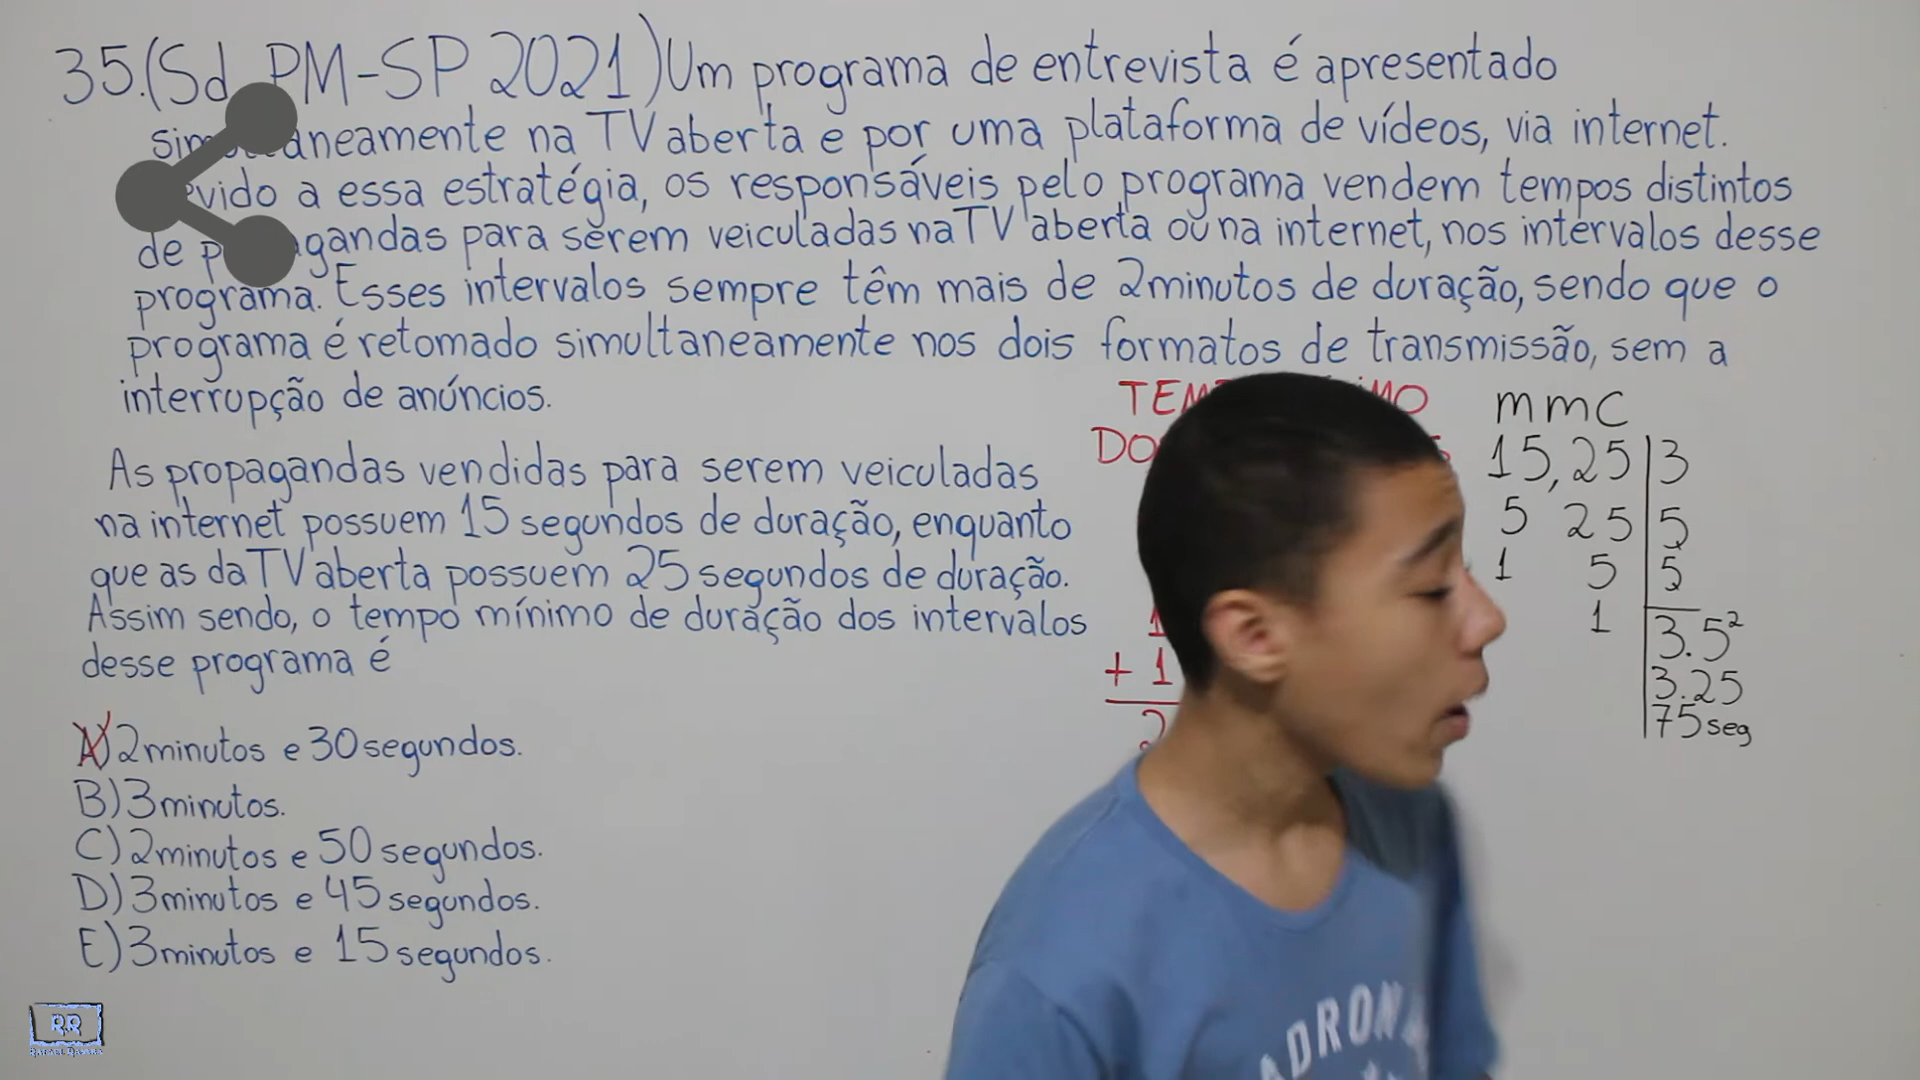 35.(Sd PM-SP 2021) Um programa de entrevista é apresentado
na TV aberta e por uma plataforma de vídeos, via internet.
a essa estratégia, os responsáveis pelo programa vendem tempos distintos
de para serem veiculadas na TV aberta ou na internet, nos intervalos desse
programa. Esses intervalos sempre têm mais de 2 minutos de duração, sendo que o
programa é retomado simultaneamente nos dois formatos de transmissão, sem a
interrupção de anúncios.
As propagandas vendidas para serem veiculadas
na internet possuem 15 segundos de duração, enquanto
que as da TV aberta possuem 25 segundos de duração.
Assim sendo, o tempo mínimo de duração dos intervalos
desse programa é
A) 2 minutos e 30 segundos.
B) 3 minutos.
C) 2 minutos e 50 segundos.
D) 3 minutos e 45 segundos.
E) 3 minutos e 15 segundos.
mmc
15, 25 | 3
5 25 | 5
1 5 | 5
1
3.5²
3.25
75 seg
ADRON
RR
RAFAEL RAMMA